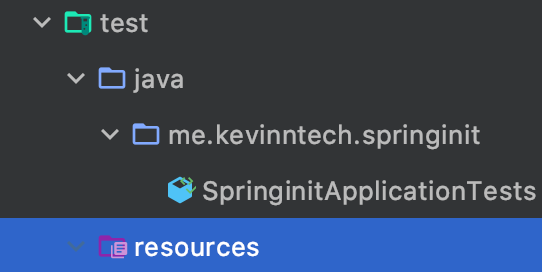 test
java
me.kevinntech.springinit
SpringinitApplicationTests
resources